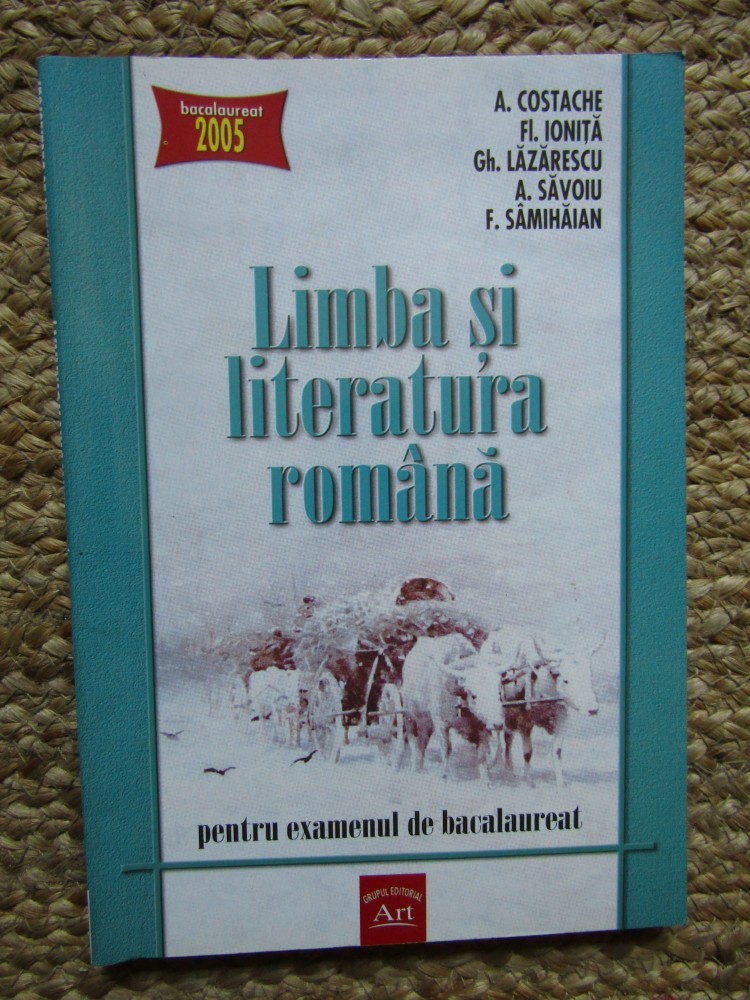 bacalaureat
2005
A. COSTACHE
Fl. IONIȚĂ
Gh. LĂZĂRESCU
A. SĂVOIU
F. SÂMIHĂIAN
Limba și
literatura
română
pentru examenul de bacalaureat
GRUPUL EDITORIAL
Art